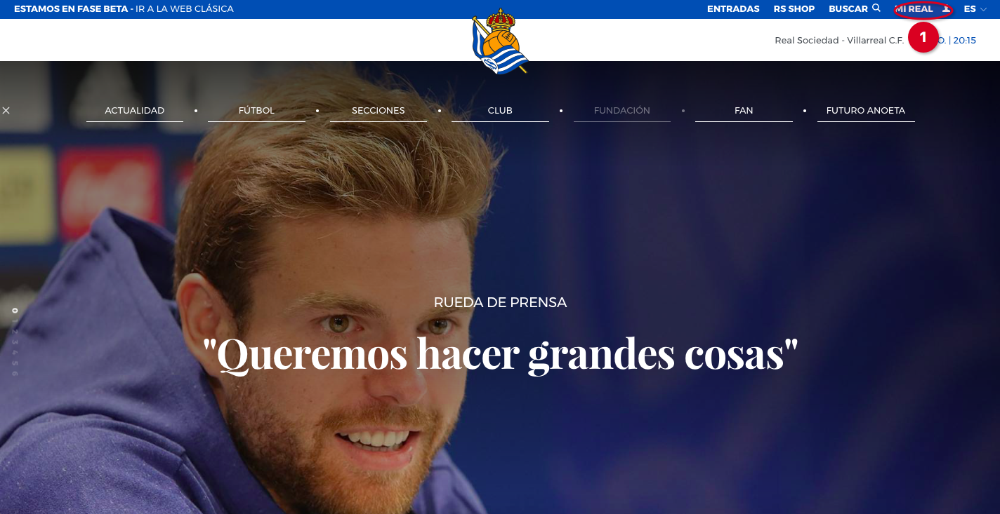 ESTAMOS EN FASE BETA - IR A LA WEB CLÁSICA
ENTRADAS RS SHOP BUSCAR MI REAL ES
Real Sociedad - Villarreal C.F. O. | 20:15
1
ACTUALIDAD • FÚTBOL • SECCIONES • CLUB • FUNDACIÓN • FAN • FUTURO ANOETA
RUEDA DE PRENSA
"Queremos hacer grandes cosas"
0 1 2 3 4 5 6